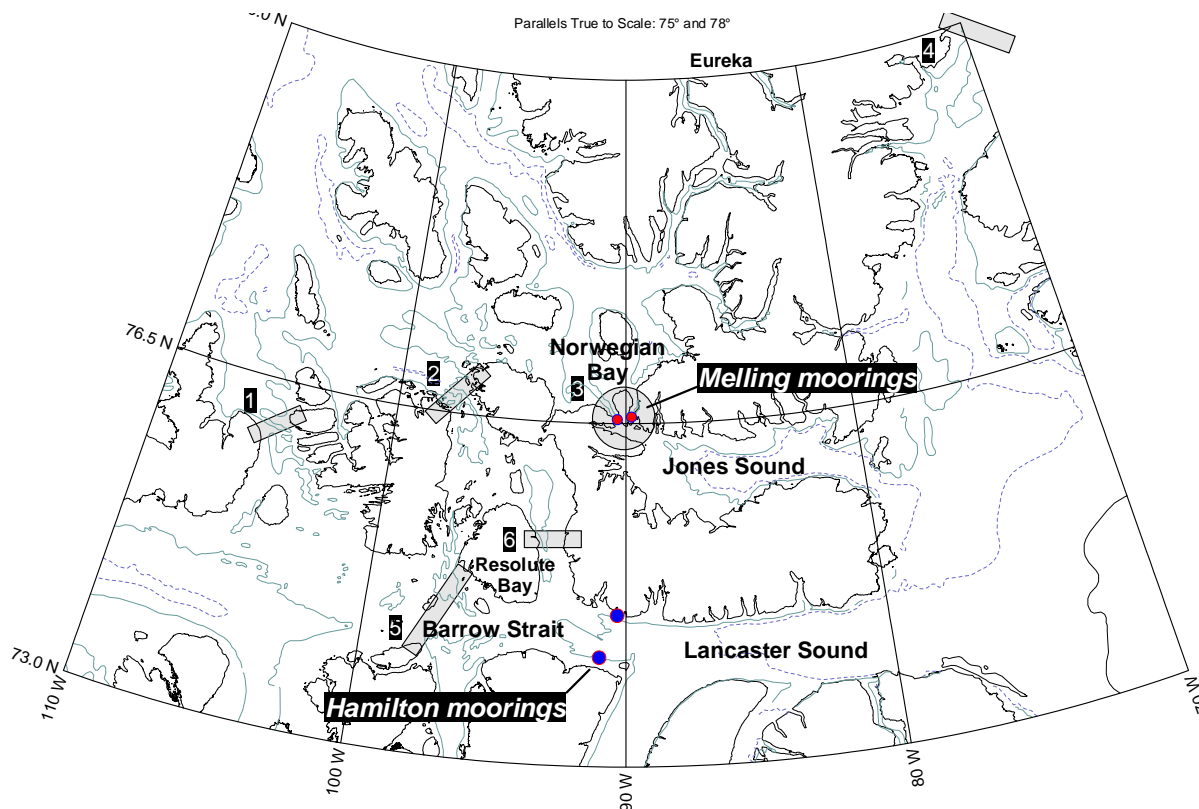 Parallels True to Scale: 75° and 78°
.0 N
4
Eureka
76.5 N
Norwegian
Bay
2
3
Melling moorings
1
Jones Sound
6
Resolute
Bay
5
Barrow Strait
Lancaster Sound
73.0 N
110 W
Hamilton moorings
100 W
90 W
80 W